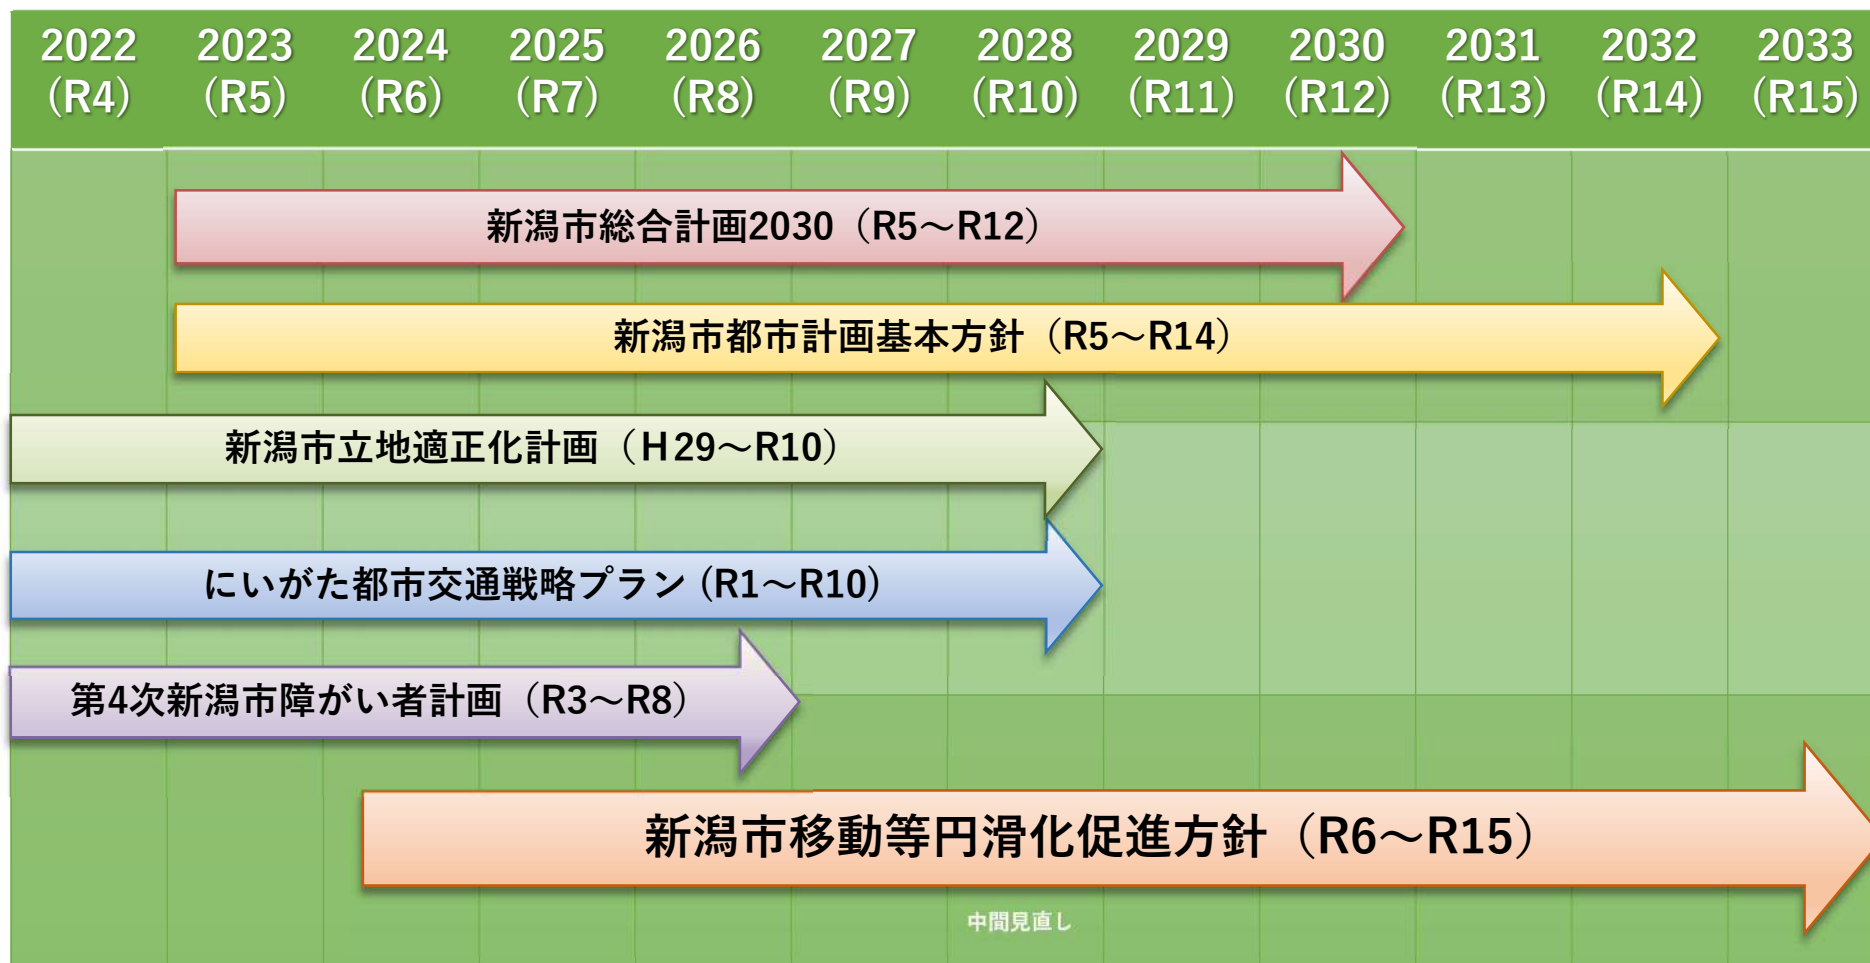 2022 2023 2024 2025 2026 2027 2028 2029 2030 2031 2032 2033
(R4) (R5) (R6) (R7) (R8) (R9) (R10) (R11) (R12) (R13) (R14) (R15)
新潟市総合計画2030（R5～R12）
新潟市都市計画基本方針（R5～R14）
新潟市立地適正化計画（Ｈ29～R10）
にいがた都市交通戦略プラン (R1～R10)
第4次新潟市障がい者計画（R3～R8）
新潟市移動等円滑化促進方針（R6～R15）
中間見直し